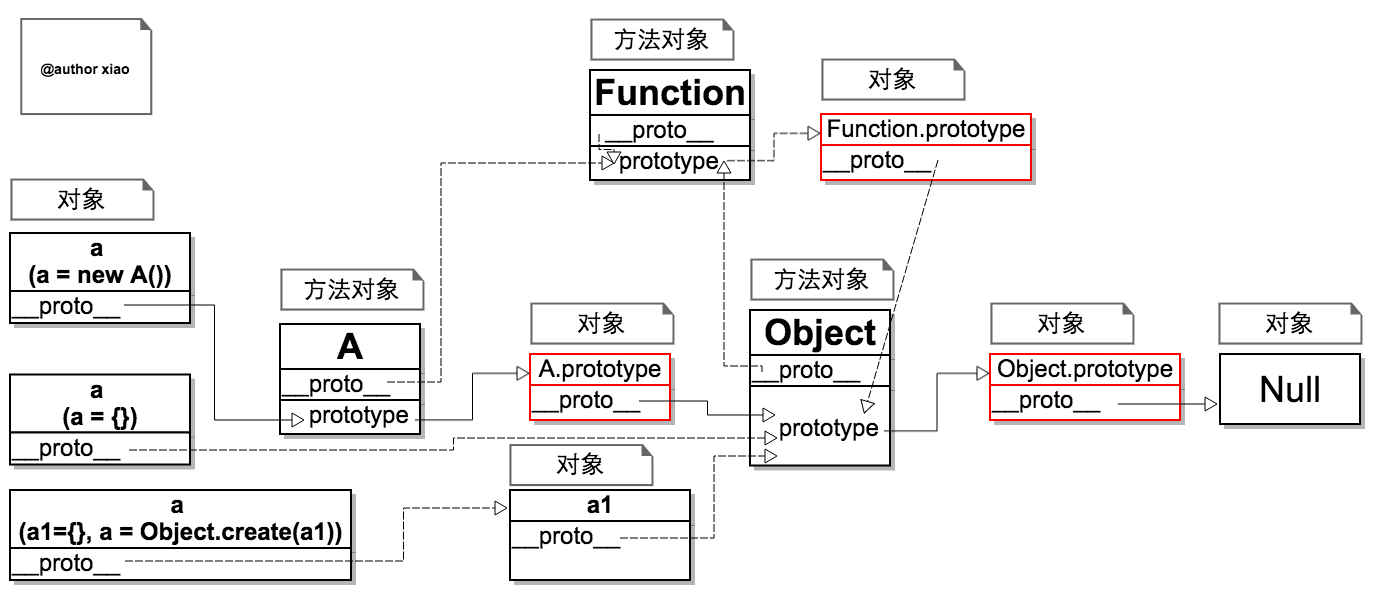 @author xiao
方法对象
Function
__proto__
prototype
对象
Function.prototype
__proto__
对象
a
(a = new A())
__proto__
a
(a = {})
__proto__
a
(a1={}, a = Object.create(a1))
__proto__
方法对象
A
__proto__
prototype
对象
A.prototype
__proto__
对象
a1
__proto__
方法对象
Object
__proto__
prototype
对象
Object.prototype
__proto__
对象
Null